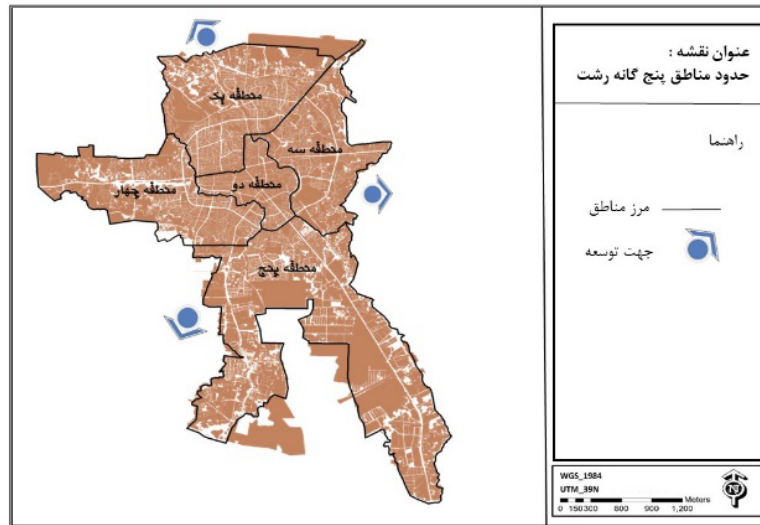 عنوان نقشه :
حدود مناطق پنج گانه رشت
راهنما
مرز مناطق
جهت توسعه
منطقه یک
منطقه سه
منطقه دو
منطقه چهار
منطقه پنج
WGS_1984
UTM_39N
Meters
0 150300 600 900 1,200
N